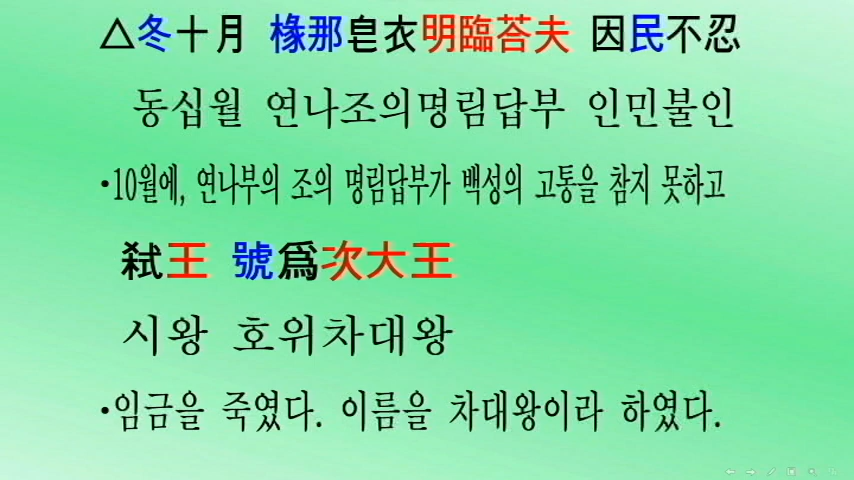 △冬十月 椽那皂衣明臨荅夫 因民不忍
동십월 연나조의명림답부 인민불인
·10월에, 연나부의 조의 명림답부가 백성의 고통을 참지 못하고
弑王 號爲次大王
시왕 호위차대왕
·임금을 죽였다. 이름을 차대왕이라 하였다.